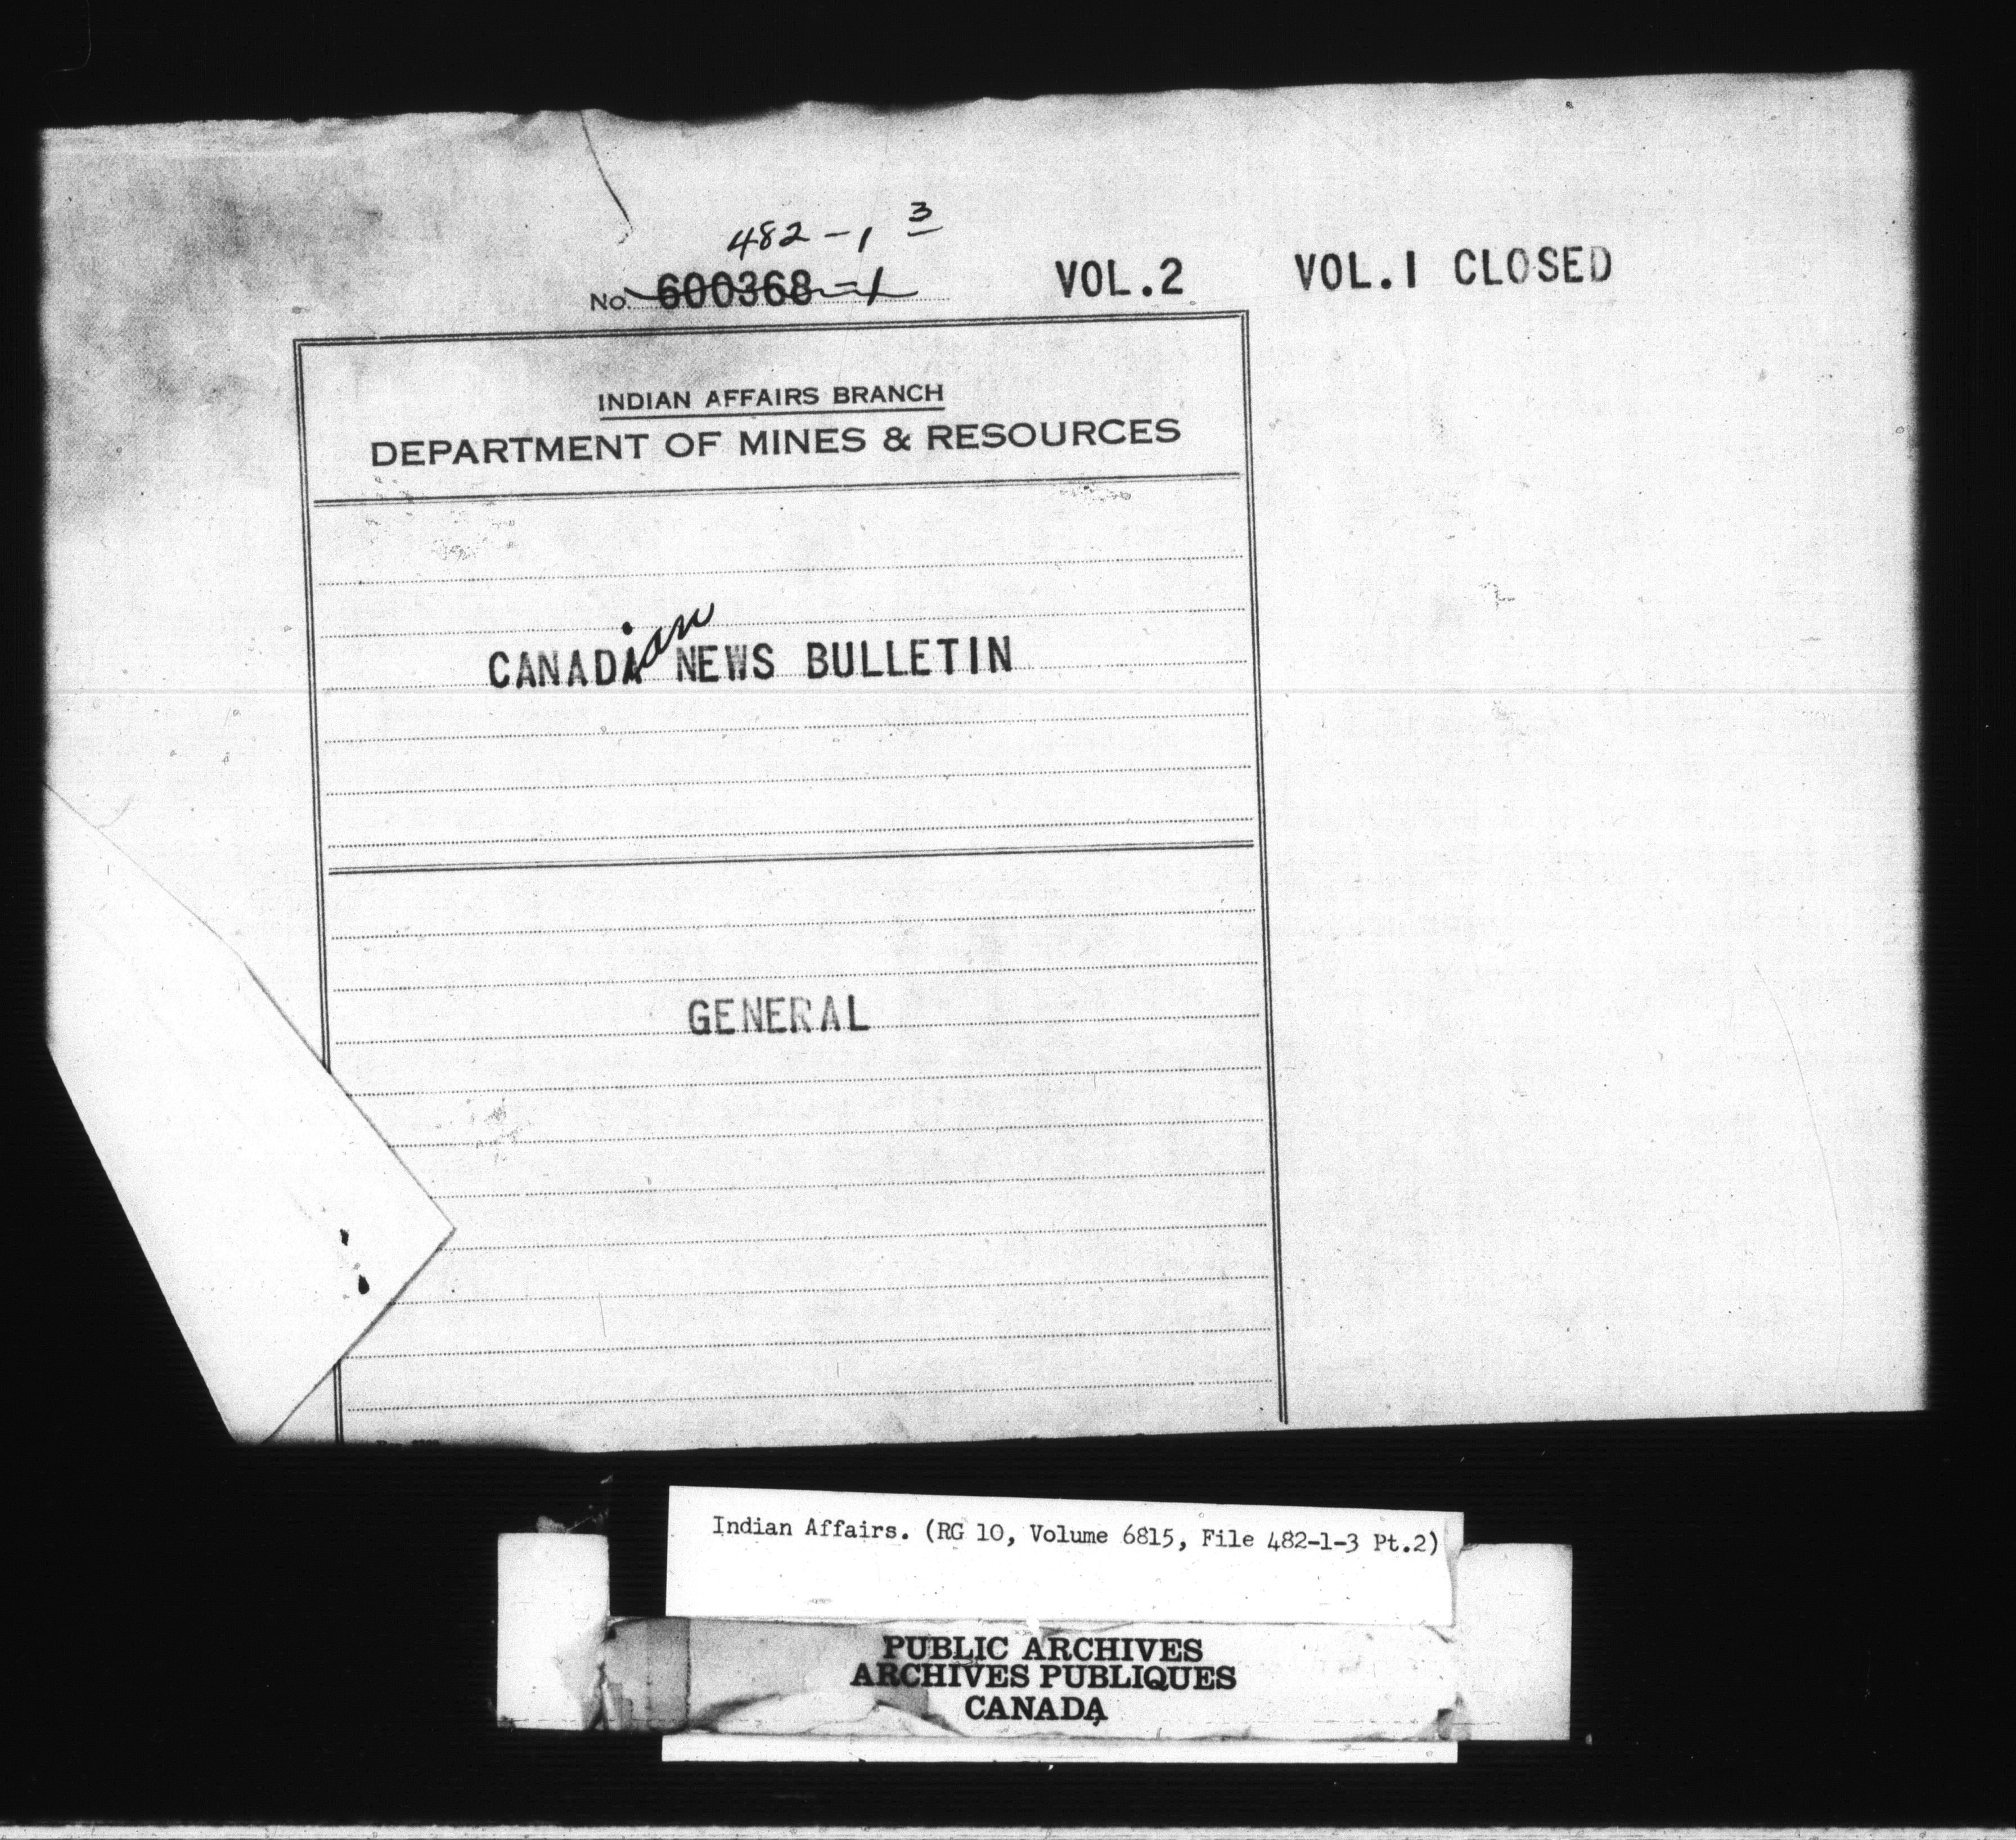 482-1 3
No. 600368-1 VOL.2 VOL.1 CLOSED
INDIAN AFFAIRS BRANCH
DEPARTMENT OF MINES & RESOURCES
CANADian NEWS BULLETIN
GENERAL
Indian Affairs. (RG 10, Volume 6815, File 482-1-3 Pt.2)
PUBLIC ARCHIVES
ARCHIVES PUBLIQUES
CANADA